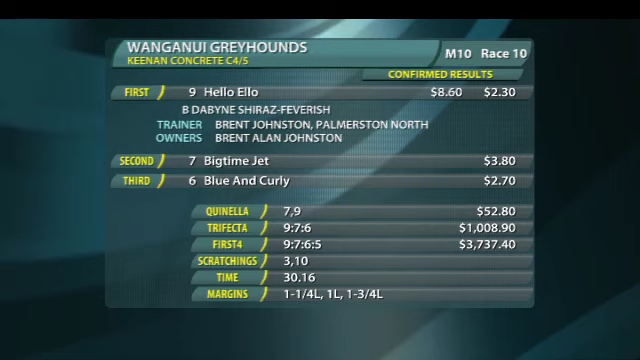 WANGANUI GREYHOUNDS
KEENAN CONCRETE C4/5
M10 Race 10
CONFIRMED RESULTS
FIRST 9 Hello Ello $8.60 $2.30
B DABYNE SHIRAZ-FEVERISH
TRAINER BRENT JOHNSTON, PALMERSTON NORTH
OWNERS BRENT ALAN JOHNSTON
SECOND 7 Bigtime Jet $3.80
THIRD 6 Blue And Curly $2.70
QUINELLA 7,9 $52.80
TRIFECTA 9:7:6 $1,008.90
FIRST4 9:7:6:5 $3,737.40
SCRATCHINGS 3,10
TIME 30.16
MARGINS 1-1/4L, 1L, 1-3/4L